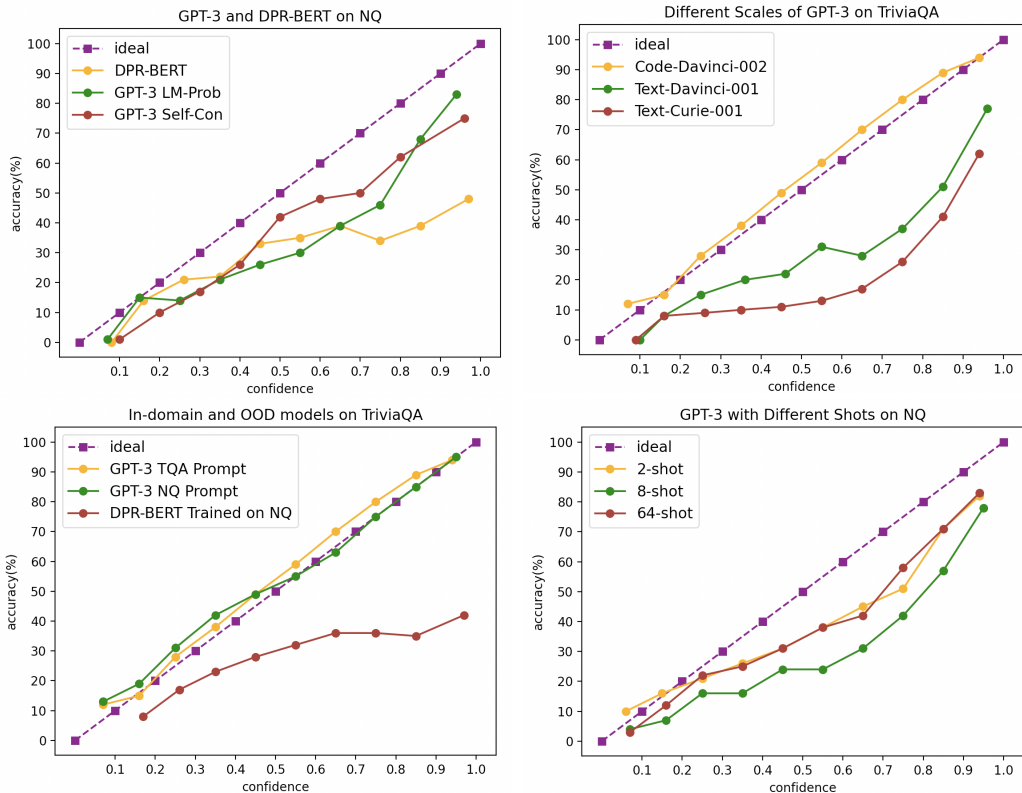 GPT-3 and DPR-BERT on NQ
100
90
80
70
60
50
40
30
20
10
0
accuracy(%)
ideal
DPR-BERT
GPT-3 LM-Prob
GPT-3 Self-Con
0.1 0.2 0.3 0.4 0.5 0.6 0.7 0.8 0.9 1.0
confidence
Different Scales of GPT-3 on TriviaQA
100
90
80
70
60
50
40
30
20
10
0
accuracy(%)
ideal
Code-Davinci-002
Text-Davinci-001
Text-Curie-001
0.1 0.2 0.3 0.4 0.5 0.6 0.7 0.8 0.9 1.0
confidence
In-domain and OOD models on TriviaQA
100
90
80
70
60
50
40
30
20
10
0
accuracy(%)
ideal
GPT-3 TQA Prompt
GPT-3 NQ Prompt
DPR-BERT Trained on NQ
0.1 0.2 0.3 0.4 0.5 0.6 0.7 0.8 0.9 1.0
confidence
GPT-3 with Different Shots on NQ
100
90
80
70
60
50
40
30
20
10
0
accuracy(%)
ideal
2-shot
8-shot
64-shot
0.1 0.2 0.3 0.4 0.5 0.6 0.7 0.8 0.9 1.0
confidence